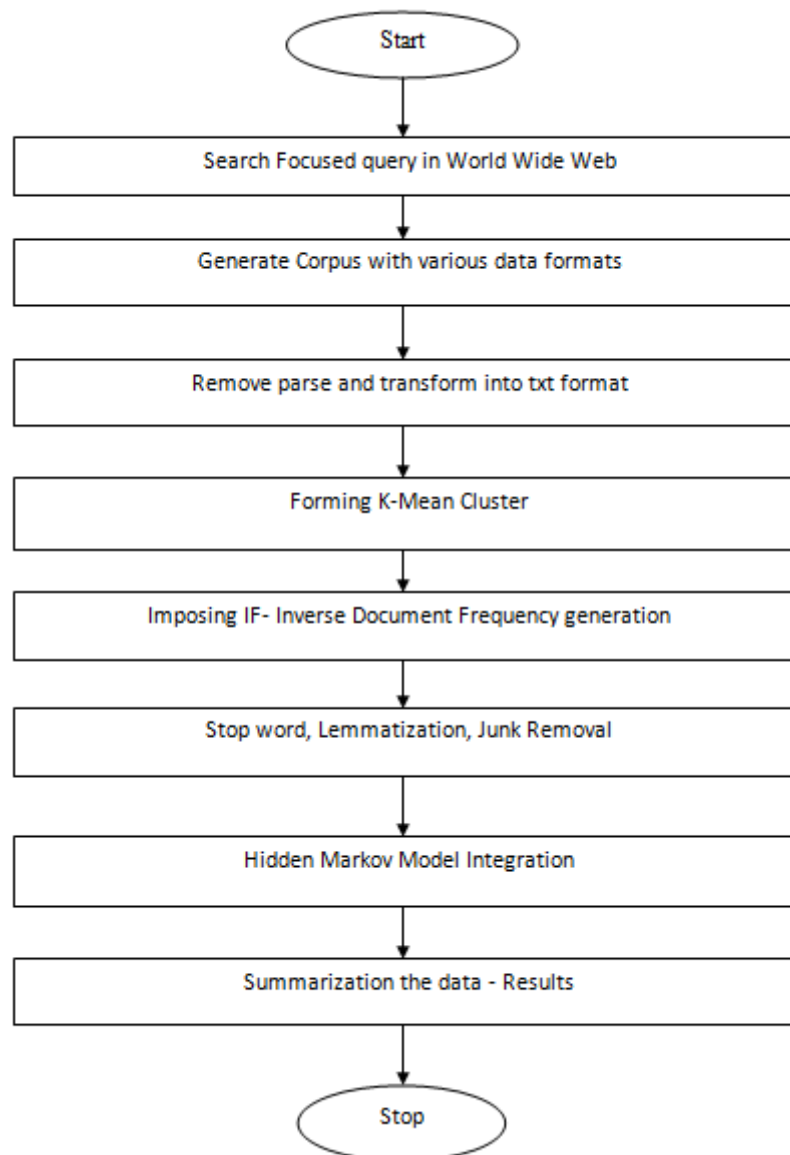 Start
Search Focused query in World Wide Web
Generate Corpus with various data formats
Remove parse and transform into txt format
Forming K-Mean Cluster
Imposing IF- Inverse Document Frequency generation
Stop word, Lemmatization, Junk Removal
Hidden Markov Model Integration
Summarization the data - Results
Stop